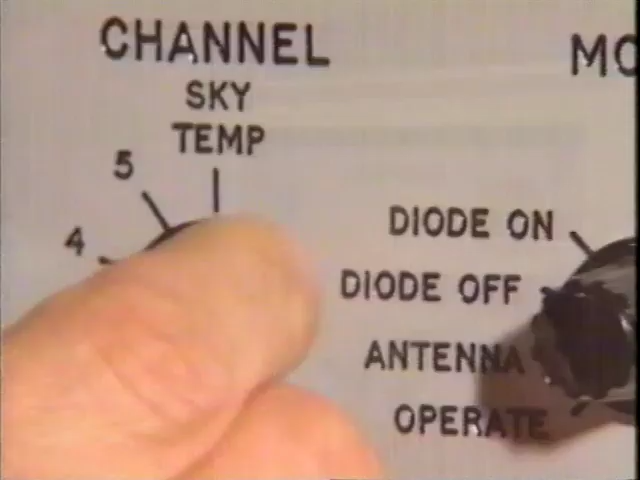 CHANNEL
MO
SKY
TEMP
5
4
DIODE ON
DIODE OFF
ANTENNA
OPERATE